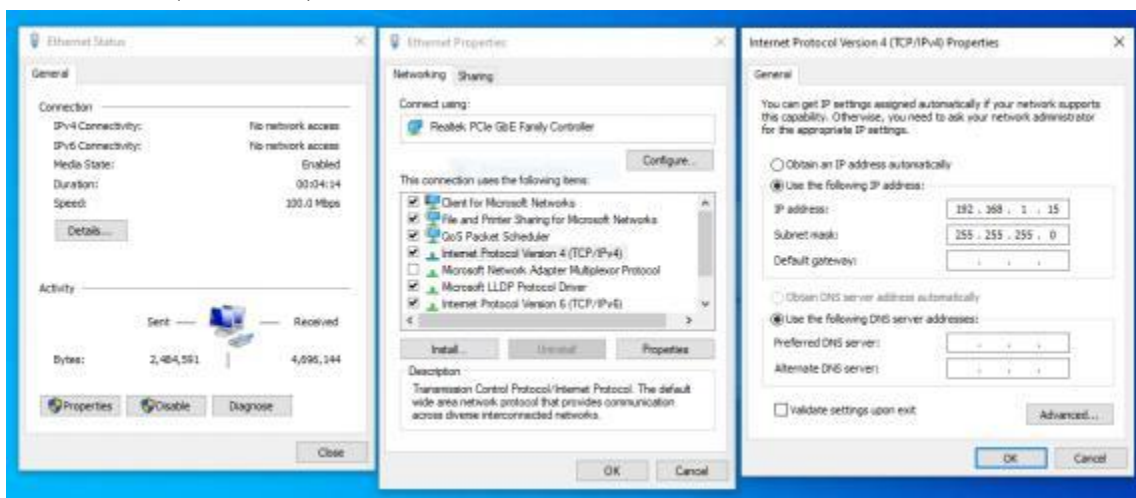 Ethernet Status
General
Connection
IPv4 Connectivity: No network access
IPv6 Connectivity: No network access
Media State: Enabled
Duration: 00:04:14
Speed: 100.0 Mbps
Details...
Activity
Sent — — Received
Bytes: 2,484,591 4,696,144
Properties Disable Diagnose
Close
Ethernet Properties
Networking Sharing
Connect using:
Realtek PCIe GbE Family Controller
Configure...
This connection uses the following items:
Client for Microsoft Networks
File and Printer Sharing for Microsoft Networks
QoS Packet Scheduler
Internet Protocol Version 4 (TCP/IPv4)
Microsoft Network Adapter Multiplexor Protocol
Microsoft LLDP Protocol Driver
Internet Protocol Version 6 (TCP/IPv6)
Install... Uninstall Properties
Description
Transmission Control Protocol/Internet Protocol. The default
wide area network protocol that provides communication
across diverse interconnected networks.
OK Cancel
Internet Protocol Version 4 (TCP/IPv4) Properties
General
You can get IP settings assigned automatically if your network supports
this capability. Otherwise, you need to ask your network administrator
for the appropriate IP settings.
Obtain an IP address automatically
Use the following IP address:
IP address: 192 . 168 . 1 . 15
Subnet mask: 255 . 255 . 255 . 0
Default gateway: . . .
Obtain DNS server address automatically
Use the following DNS server addresses:
Preferred DNS server: . . .
Alternate DNS server: . . .
Validate settings upon exit
Advanced...
OK Cancel